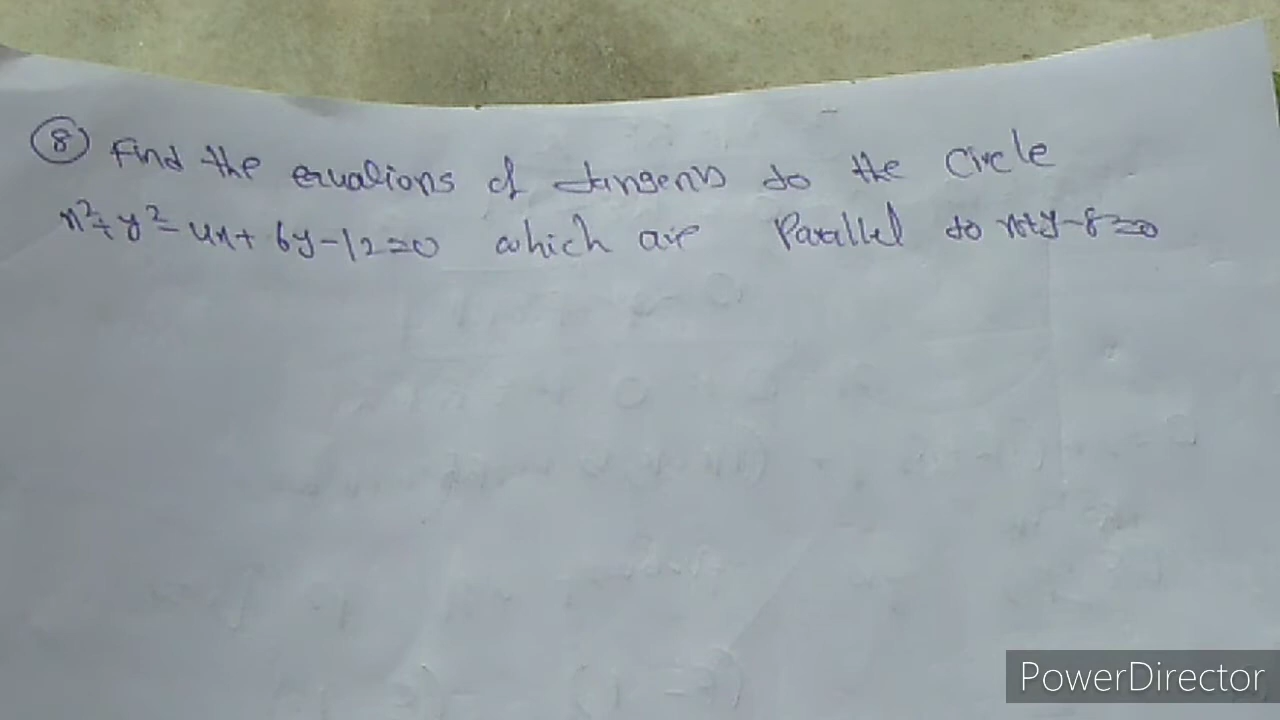 ⑧ Find the equations of tangents to the circle
x²+y²-4x+6y-12=0 which are Parallel to x+y-8=0
PowerDirector